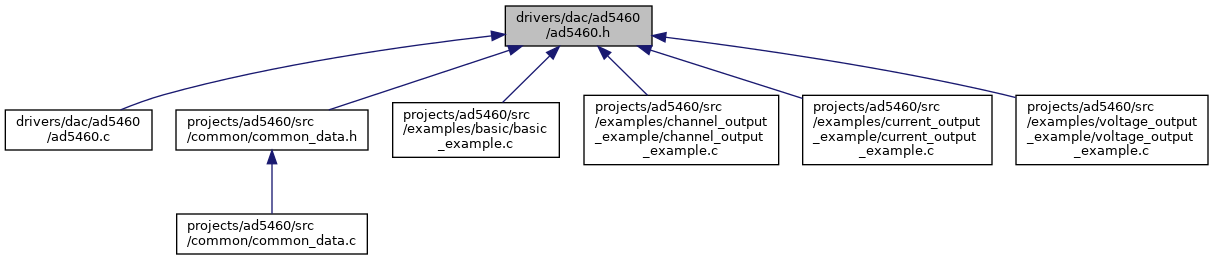 drivers/dac/ad5460
/ad5460.h
drivers/dac/ad5460
/ad5460.c
projects/ad5460/src
/common/common_data.h
projects/ad5460/src
/examples/basic/basic
_example.c
projects/ad5460/src
/examples/channel_output
_example/channel_output
_example.c
projects/ad5460/src
/examples/current_output
_example/current_output
_example.c
projects/ad5460/src
/examples/voltage_output
_example/voltage_output
_example.c
projects/ad5460/src
/common/common_data.c